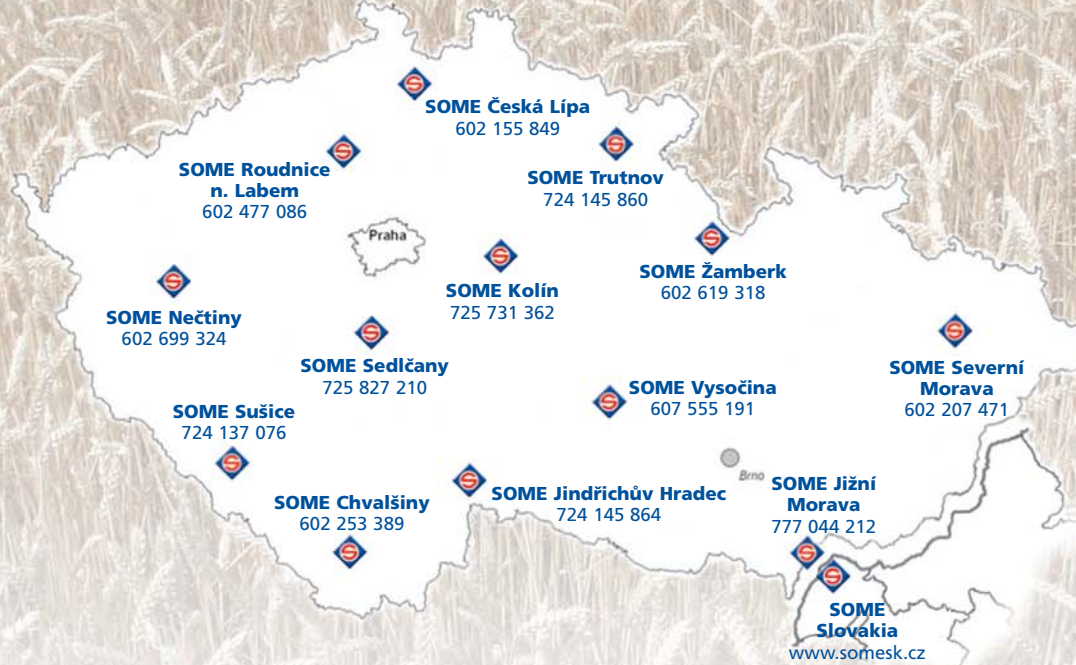 SOME Česká Lípa
602 155 849
SOME Roudnice
n. Labem
602 477 086
SOME Trutnov
724 145 860
Praha
SOME Žamberk
602 619 318
SOME Kolín
725 731 362
SOME Nečtiny
602 699 324
SOME Sedlčany
725 827 210
SOME Severní
Morava
602 207 471
SOME Vysočina
607 555 191
SOME Sušice
724 137 076
Brno
SOME Jižní
Morava
777 044 212
SOME Jindřichův Hradec
724 145 864
SOME Chvalšiny
602 253 389
SOME
Slovakia
www.somesk.cz